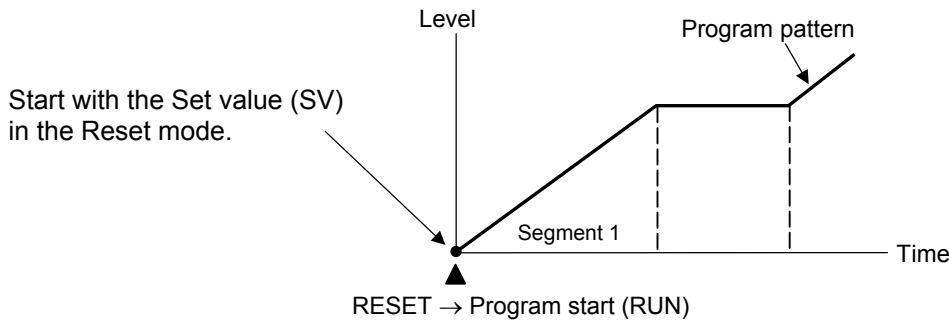 Level
Program pattern
Start with the Set value (SV)
in the Reset mode.
Segment 1
Time
RESET → Program start (RUN)